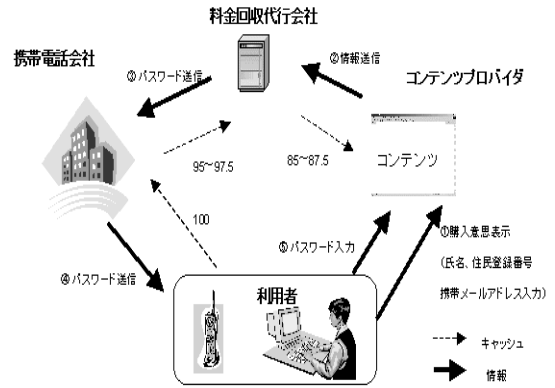 料金回収代行会社
携帯電話会社
③パスワード送信
②情報送信
コンテンツプロバイダ
コンテンツ
95～97.5
85～87.5
100
①購入意思表示
(氏名、住民登録番号
携帯メールアドレス入力)
⑤パスワード入力
④パスワード送信
利用者
キャッシュ
情報